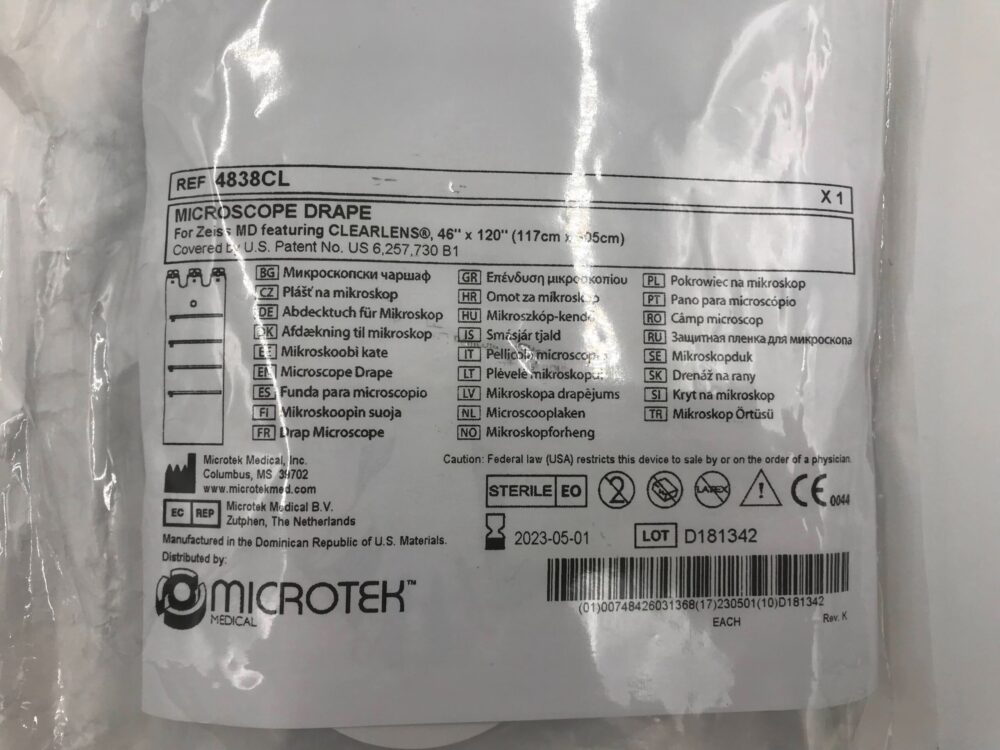 REF 4838CL X 1
MICROSCOPE DRAPE
For Zeiss MD featuring CLEARLENS®, 46" x 120" (117cm x 305cm)
Covered by U.S. Patent No. US 6,257,730 B1
BG Микроскопски чаршаф
CZ Plášť na mikroskop
DE Abdecktuch für Mikroskop
DK Afdækning til mikroskop
EE Mikroskoobi kate
EN Microscope Drape
ES Funda para microscopio
FI Mikroskoopin suoja
FR Drap Microscope
GR Επένδυση μικροσκοπίου
HR Omot za mikroskop
HU Mikroszkóp-kendő
IS Smásjár tjald
IT Pellicola microscopio
LT Plėvelė mikroskopui
LV Mikroskopa drapējums
NL Microscooplaken
NO Mikroskopforheng
PL Pokrowiec na mikroskop
PT Pano para microscópio
RO Câmp microscop
RU Защитная пленка для микроскопа
SE Mikroskopduk
SK Drenáž na rany
SI Kryt na mikroskop
TR Mikroskop Örtüsü
Microtek Medical, Inc.
Columbus, MS 39702
www.microtekmed.com
EC REP Microtek Medical B.V.
Zutphen, The Netherlands
Manufactured in the Dominican Republic of U.S. Materials.
Distributed by:
MICROTEK™
MEDICAL
Caution: Federal law (USA) restricts this device to sale by or on the order of a physician.
STERILE EO 2 LATEX ! CE 0044
2023-05-01 LOT D181342
(01)00748426031368(17)230501(10)D181342
EACH Rev. K